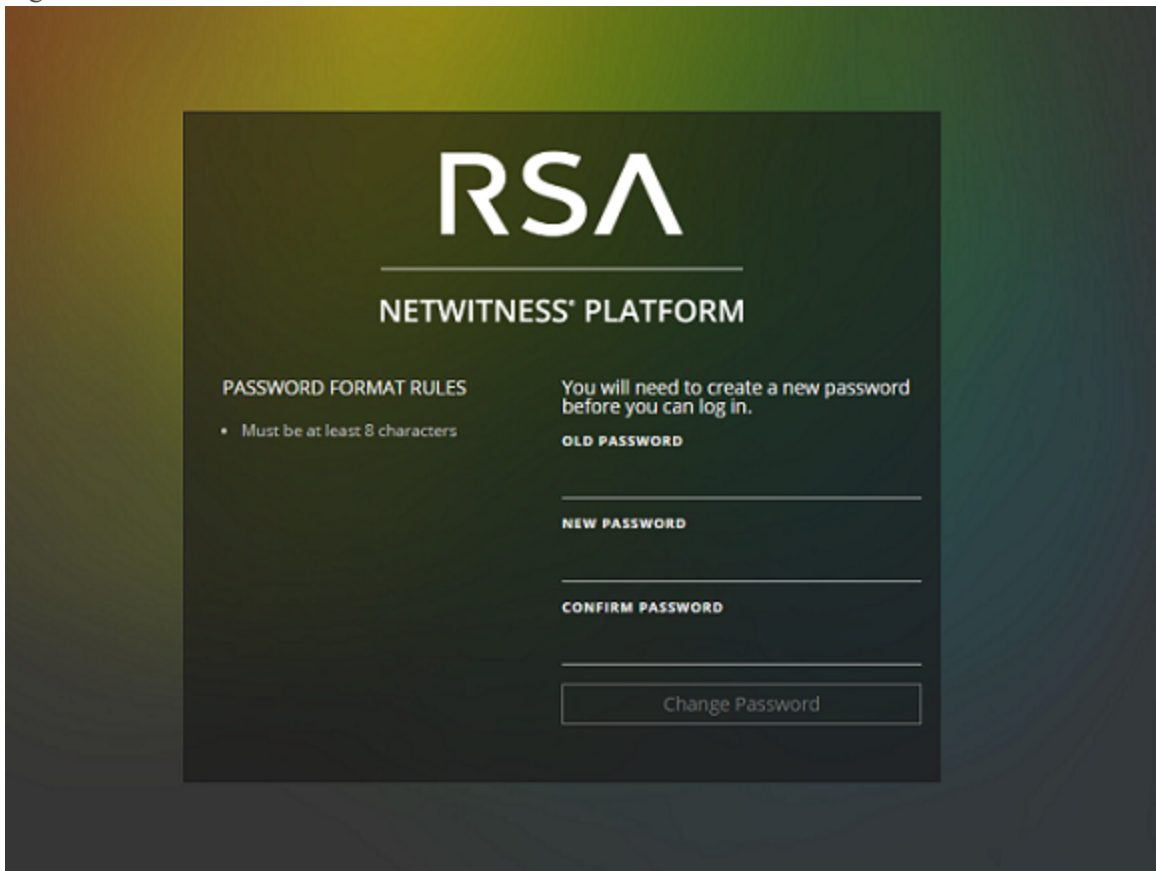 RSA
NETWITNESS® PLATFORM
PASSWORD FORMAT RULES
• Must be at least 8 characters
You will need to create a new password
before you can log in.
OLD PASSWORD
NEW PASSWORD
CONFIRM PASSWORD
Change Password